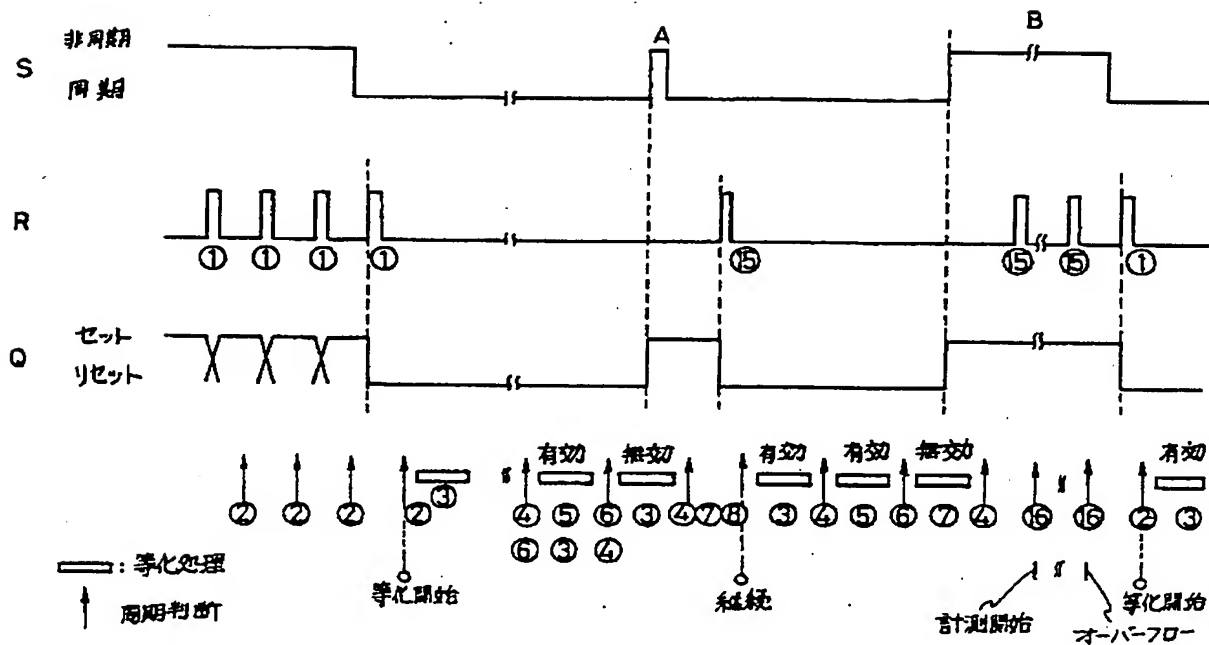 B
非周期
A
S
周期
R
① ① ① ① ⑮ ⑮ ⑮ ①
セット
Q
リセット
有効 無効 有効 有効 無効 有効
③
② ② ② ② ④ ⑤ ⑥ ③ ④ ⑦ ⑧ ③ ④ ⑤ ⑥ ⑦ ④ ⑯ ⑯ ② ③
⑥ ③ ④
:等化処理
等化開始 継続 等化開始
周期判断
計測開始 オーバーフロー